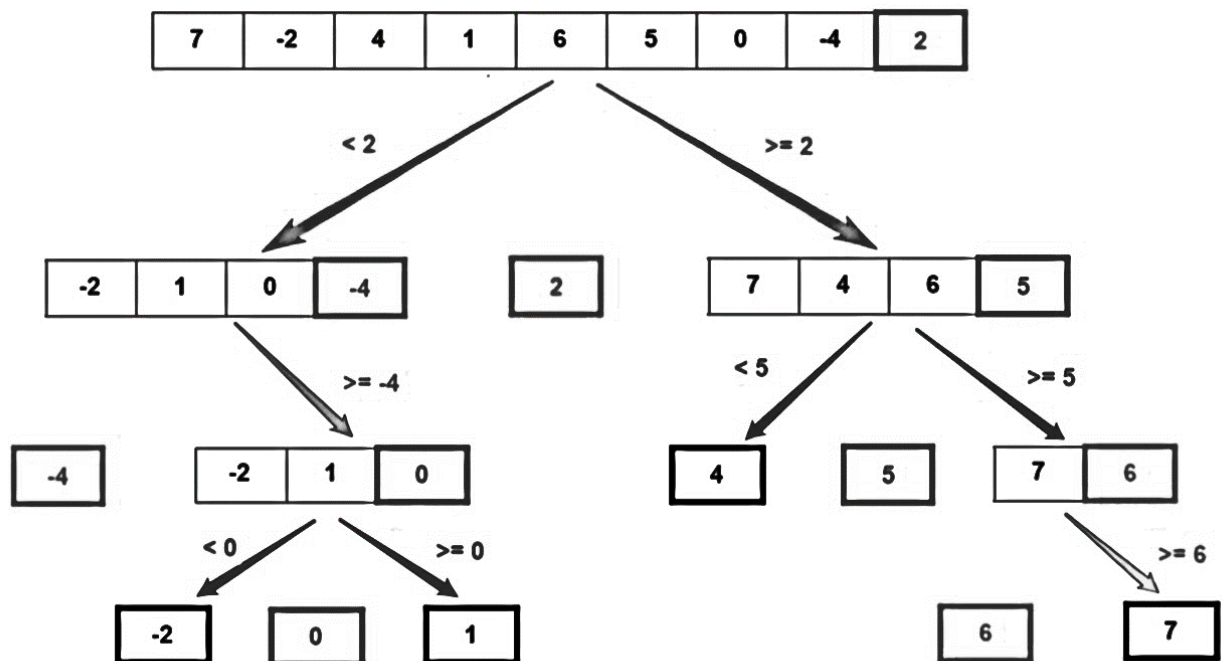 7 -2 4 1 6 5 0 -4 2
< 2 >= 2
-2 1 0 -4 2 7 4 6 5
>= -4 < 5 >= 5
-4 -2 1 0 4 5 7 6
< 0 >= 0 >= 6
-2 0 1 6 7